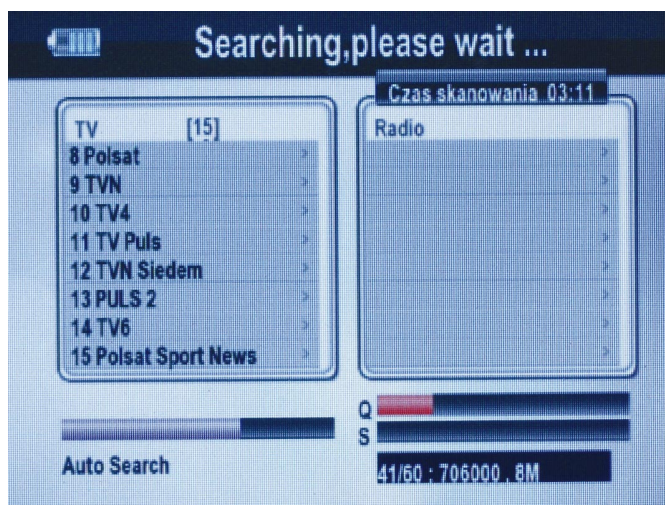 Searching,please wait ...
Czas skanowania 03:11
TV [15]
8 Polsat
9 TVN
10 TV4
11 TV Puls
12 TVN Siedem
13 PULS 2
14 TV6
15 Polsat Sport News
Radio
Q
S
Auto Search
41/60 : 706000 , 8M